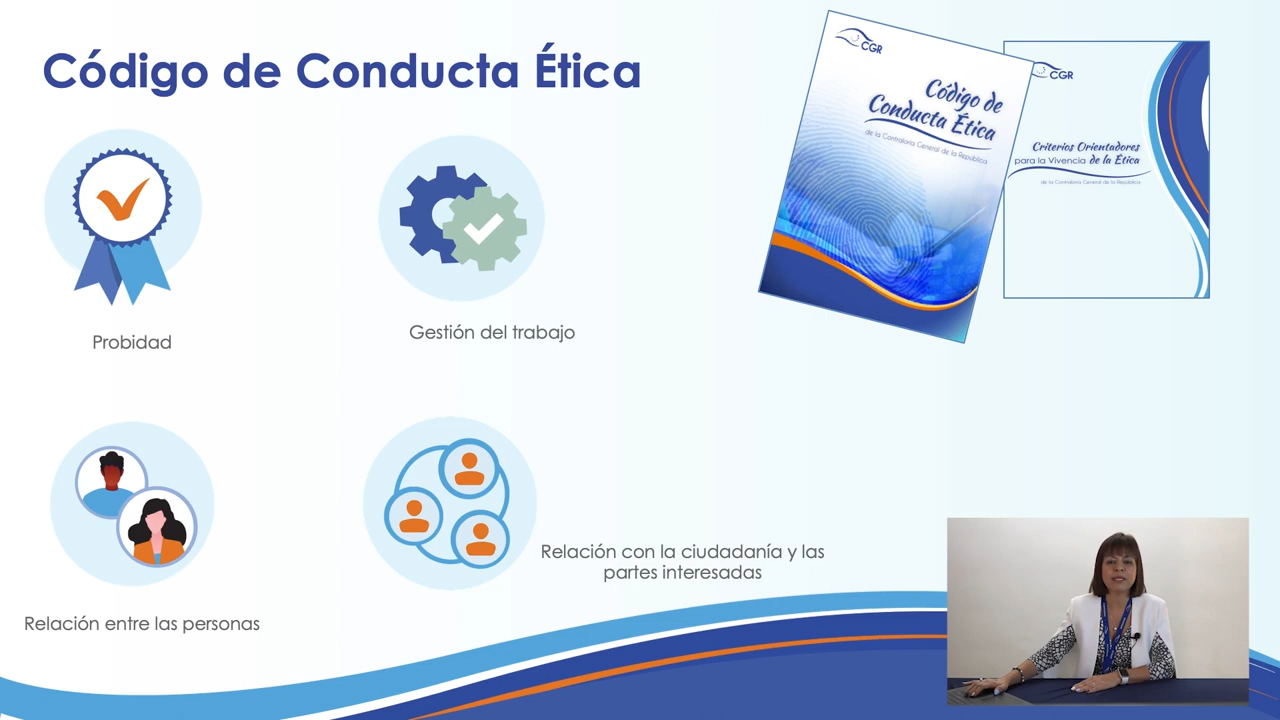 Código de Conducta Ética
Probidad
Gestión del trabajo
Relación entre las personas
Relación con la ciudadanía y las
partes interesadas
CGR
Código de
Conducta Ética
de la Contraloría General de la República
CGR
Criterios Orientadores
para la Vivencia de la Ética
de la Contraloría General de la República